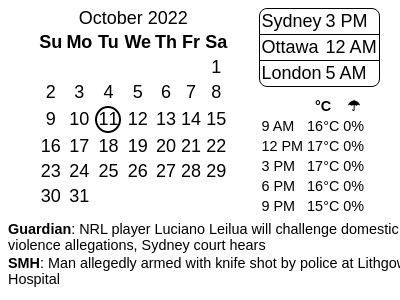 October 2022
Su Mo Tu We Th Fr Sa
1
2 3 4 5 6 7 8
9 10 11 12 13 14 15
16 17 18 19 20 21 22
23 24 25 26 27 28 29
30 31
Sydney 3 PM
Ottawa 12 AM
London 5 AM
°C ☂
9 AM 16°C 0%
12 PM 17°C 0%
3 PM 17°C 0%
6 PM 16°C 0%
9 PM 15°C 0%
Guardian: NRL player Luciano Leilua will challenge domestic
violence allegations, Sydney court hears
SMH: Man allegedly armed with knife shot by police at Lithgow
Hospital